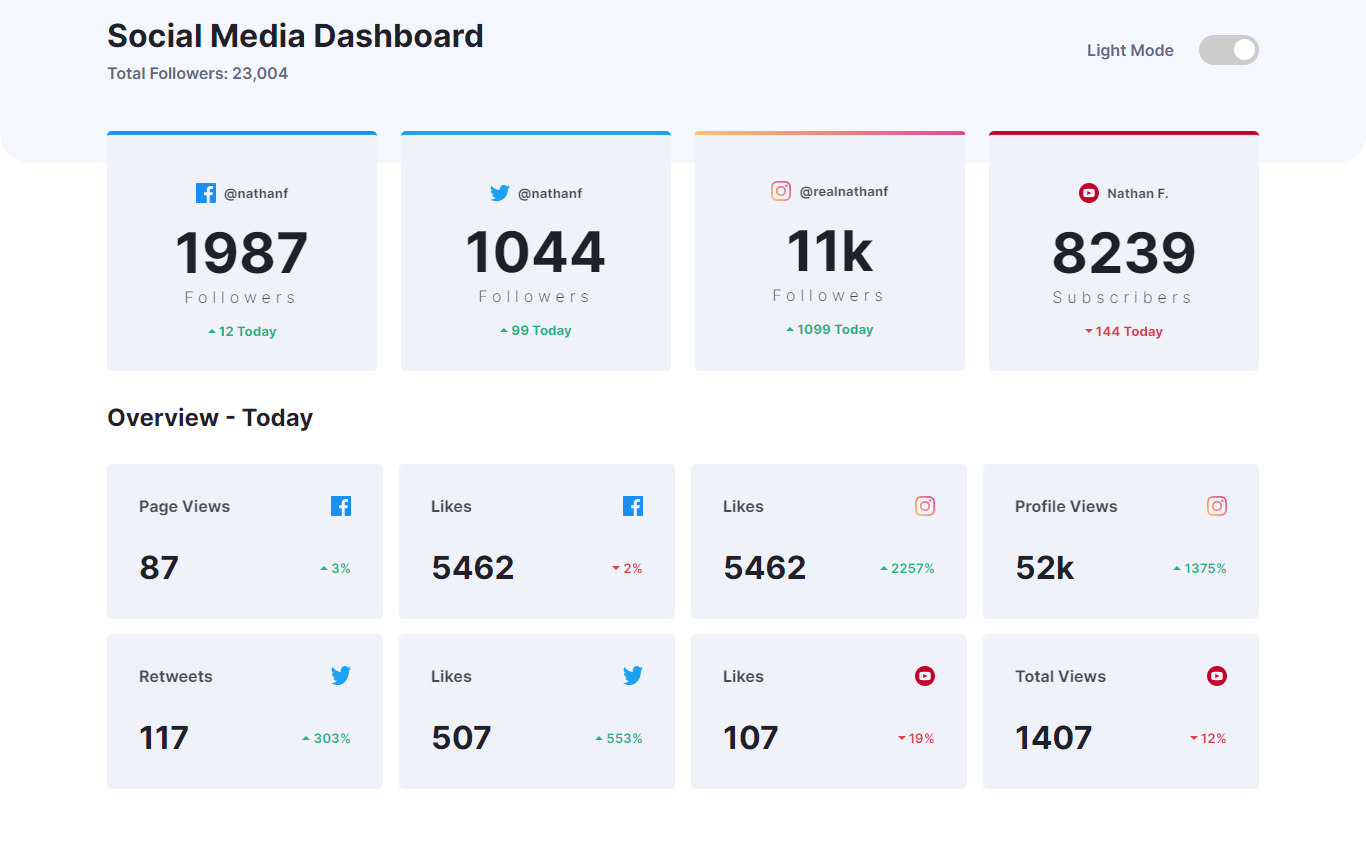 Social Media Dashboard
Total Followers: 23,004
Light Mode
@nathanf
1987
Followers
12 Today
@nathanf
1044
Followers
99 Today
@realnathanf
11k
Followers
1099 Today
Nathan F.
8239
Subscribers
144 Today
Overview - Today
Page Views
87
3%
Likes
5462
2%
Likes
5462
2257%
Profile Views
52k
1375%
Retweets
117
303%
Likes
507
553%
Likes
107
19%
Total Views
1407
12%